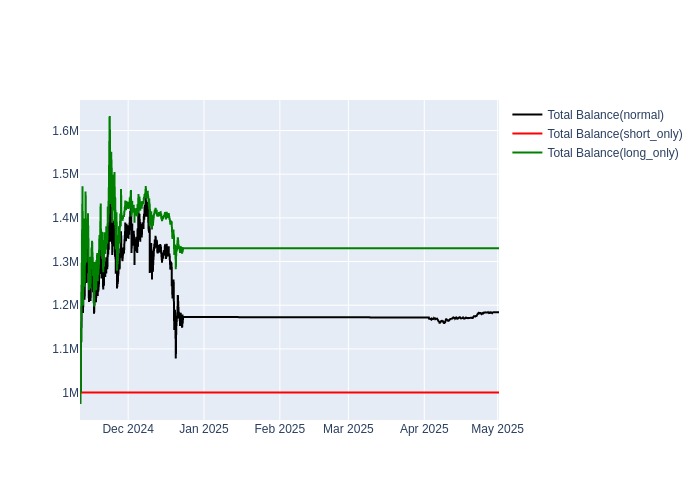 1.6M
1.5M
1.4M
1.3M
1.2M
1.1M
1M
Dec 2024 Jan 2025 Feb 2025 Mar 2025 Apr 2025 May 2025
Total Balance(normal)
Total Balance(short_only)
Total Balance(long_only)